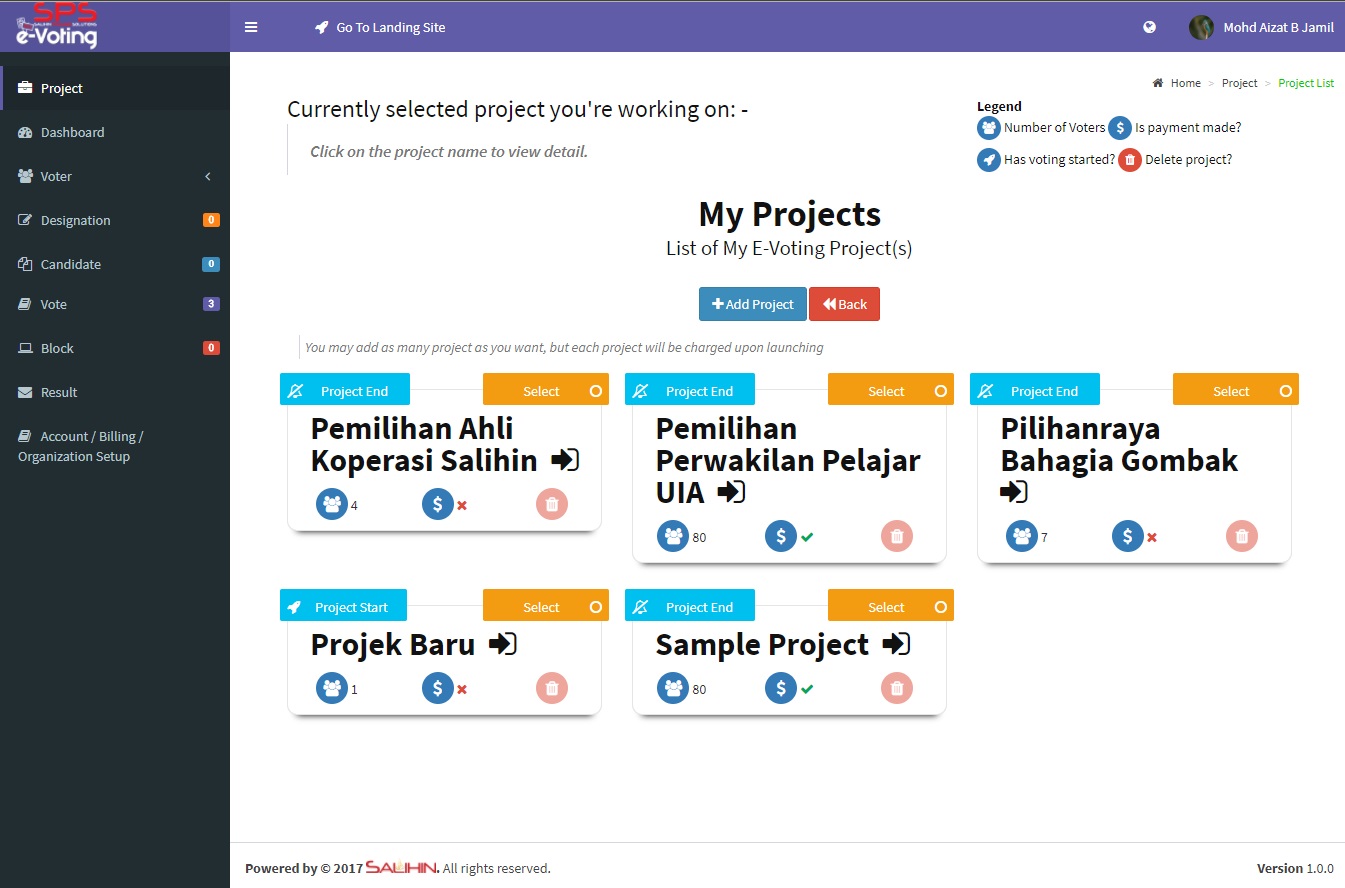 SPS
SALIHIN SOLUTIONS
e-Voting
Go To Landing Site
Mohd Aizat B Jamil
Project
Dashboard
Voter
Designation 0
Candidate 0
Vote 3
Block 0
Result
Account / Billing /
Organization Setup
Home > Project > Project List
Currently selected project you're working on: -
Click on the project name to view detail.
Legend
Number of Voters $ Is payment made?
Has voting started? Delete project?
My Projects
List of My E-Voting Project(s)
Add Project Back
You may add as many project as you want, but each project will be charged upon launching
Project End Select
Pemilihan Ahli
Koperasi Salihin
4 $
Project End Select
Pemilihan
Perwakilan Pelajar
UIA
80 $
Project End Select
Pilihanraya
Bahagia Gombak
7 $
Project Start Select
Projek Baru
1 $
Project End Select
Sample Project
80 $
Powered by © 2017 SALIHIN. All rights reserved.
Version 1.0.0